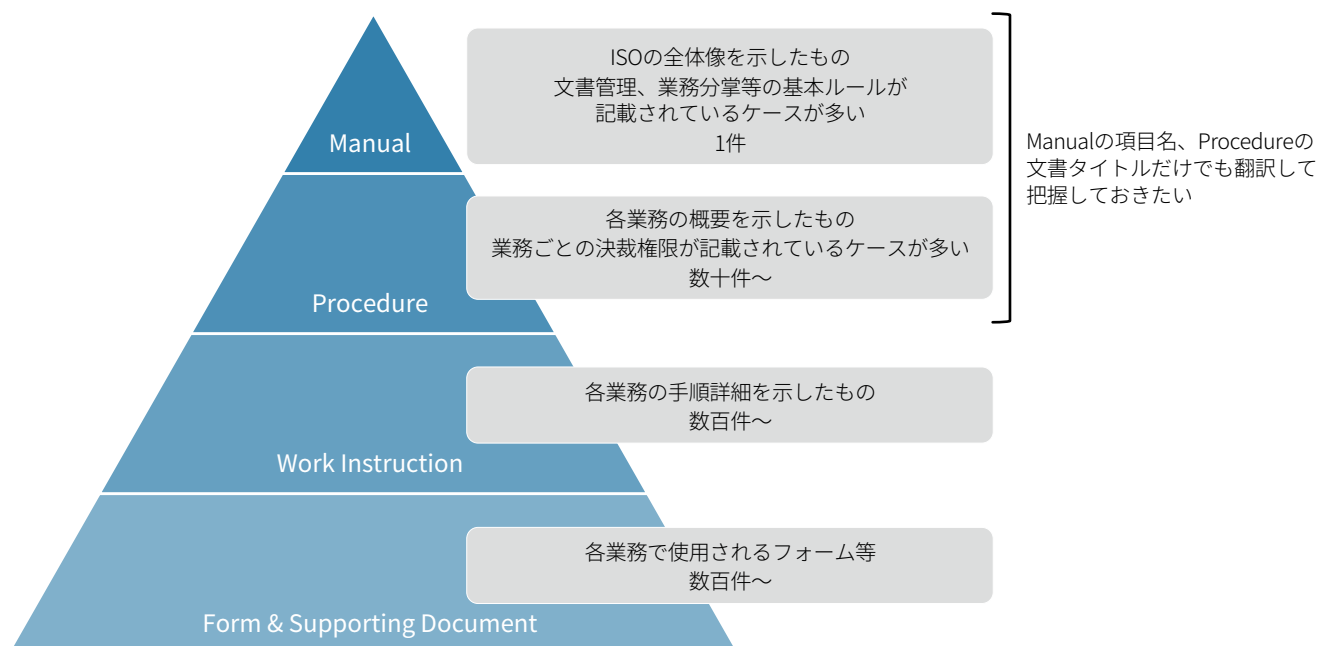 ISOの全体像を示したもの
文書管理、業務分掌等の基本ルールが
記載されているケースが多い
1件
Manual
Manualの項目名、Procedureの
文書タイトルだけでも翻訳して
把握しておきたい
各業務の概要を示したもの
業務ごとの決裁権限が記載されているケースが多い
数十件～
Procedure
各業務の手順詳細を示したもの
数百件～
Work Instruction
各業務で使用されるフォーム等
数百件～
Form & Supporting Document